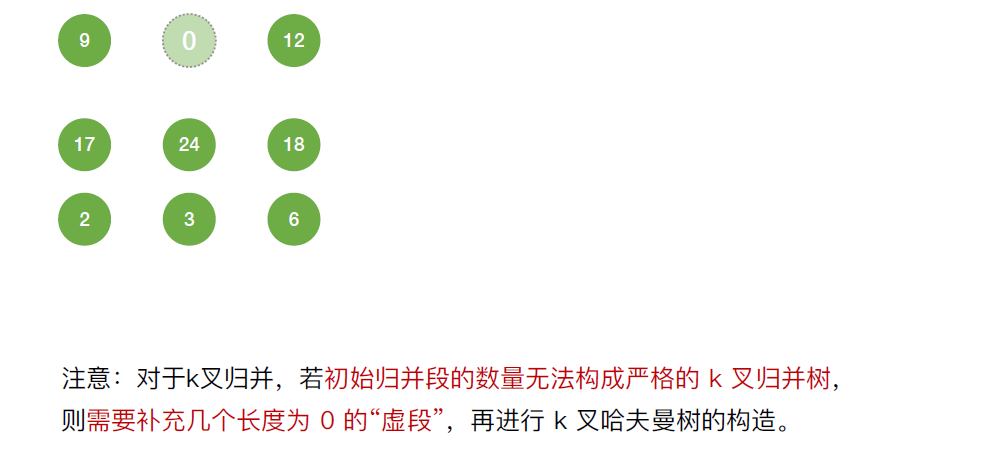 9 0 12
17 24 18
2 3 6
注意：对于k叉归并，若初始归并段的数量无法构成严格的 k 叉归并树，
则需要补充几个长度为 0 的“虚段”，再进行 k 叉哈夫曼树的构造。